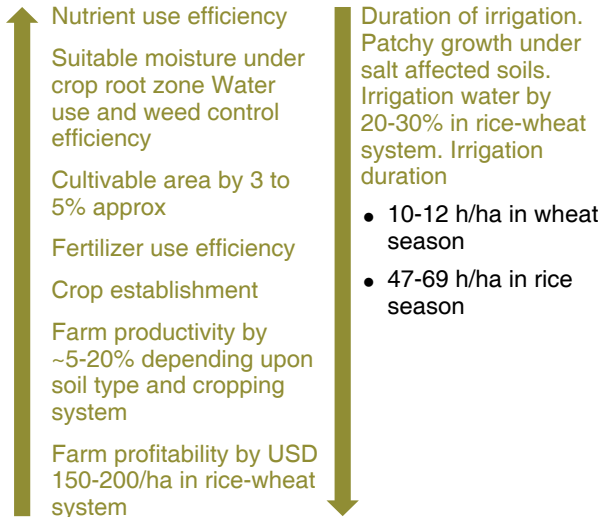 Nutrient use efficiency
Suitable moisture under
crop root zone Water
use and weed control
efficiency
Cultivable area by 3 to
5% approx
Fertilizer use efficiency
Crop establishment
Farm productivity by
~5-20% depending upon
soil type and cropping
system
Farm profitability by USD
150-200/ha in rice-wheat
system
Duration of irrigation.
Patchy growth under
salt affected soils.
Irrigation water by
20-30% in rice-wheat
system. Irrigation
duration
• 10-12 h/ha in wheat
season
• 47-69 h/ha in rice
season